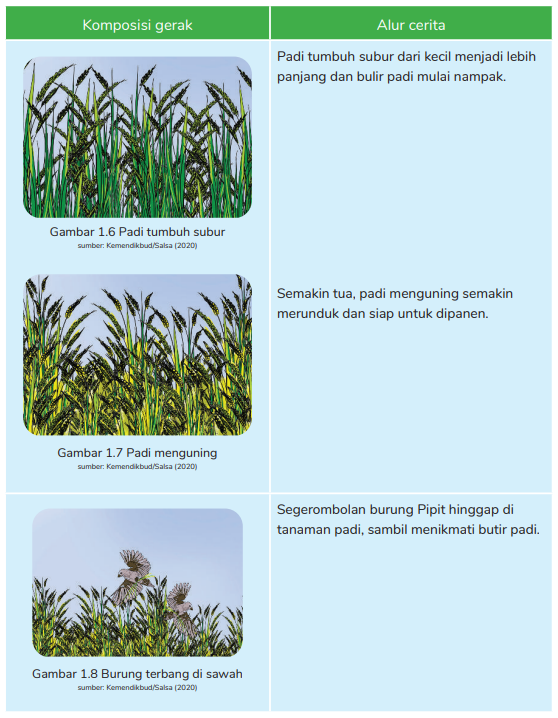 Komposisi gerak
Alur cerita
Gambar 1.6 Padi tumbuh subur
sumber: Kemendikbud/Salsa (2020)
Padi tumbuh subur dari kecil menjadi lebih
panjang dan bulir padi mulai nampak.
Gambar 1.7 Padi menguning
sumber: Kemendikbud/Salsa (2020)
Semakin tua, padi menguning semakin
merunduk dan siap untuk dipanen.
Gambar 1.8 Burung terbang di sawah
sumber: Kemendikbud/Salsa (2020)
Segerombolan burung Pipit hinggap di
tanaman padi, sambil menikmati butir padi.